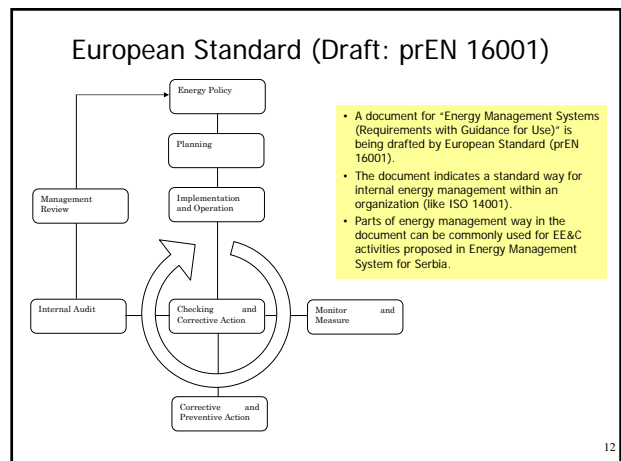 European Standard (Draft: prEN 16001)
Energy Policy
Planning
Implementation
and Operation
Management
Review
Internal Audit
Checking and
Corrective Action
Monitor and
Measure
Corrective and
Preventive Action
• A document for “Energy Management Systems
(Requirements with Guidance for Use)” is
being drafted by European Standard (prEN
16001).
• The document indicates a standard way for
internal energy management within an
organization (like ISO 14001).
• Parts of energy management way in the
document can be commonly used for EE&C
activities proposed in Energy Management
System for Serbia.
12